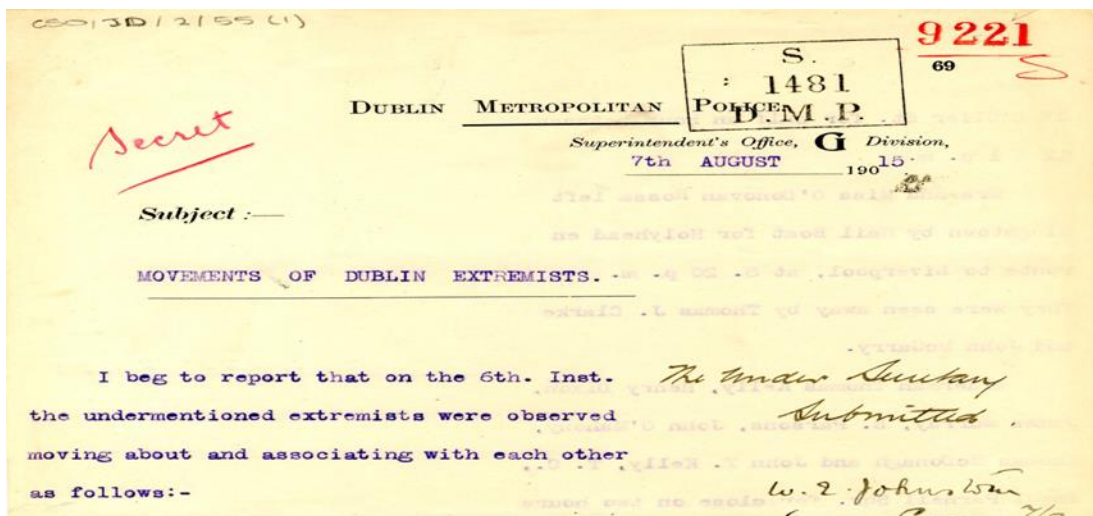 CSO/JD/2/55 (1)
9221
69
S
S.
: 1481
D. M. P.
DUBLIN METROPOLITAN POLICE
Secret
Superintendent's Office, G Division,
7th AUGUST 190 15.
Subject :—
MOVEMENTS OF DUBLIN EXTREMISTS.
I beg to report that on the 6th. Inst.
the undermentioned extremists were observed
moving about and associating with each other
as follows:-
The Under Secretary
Submitted
W. E. Johnstone